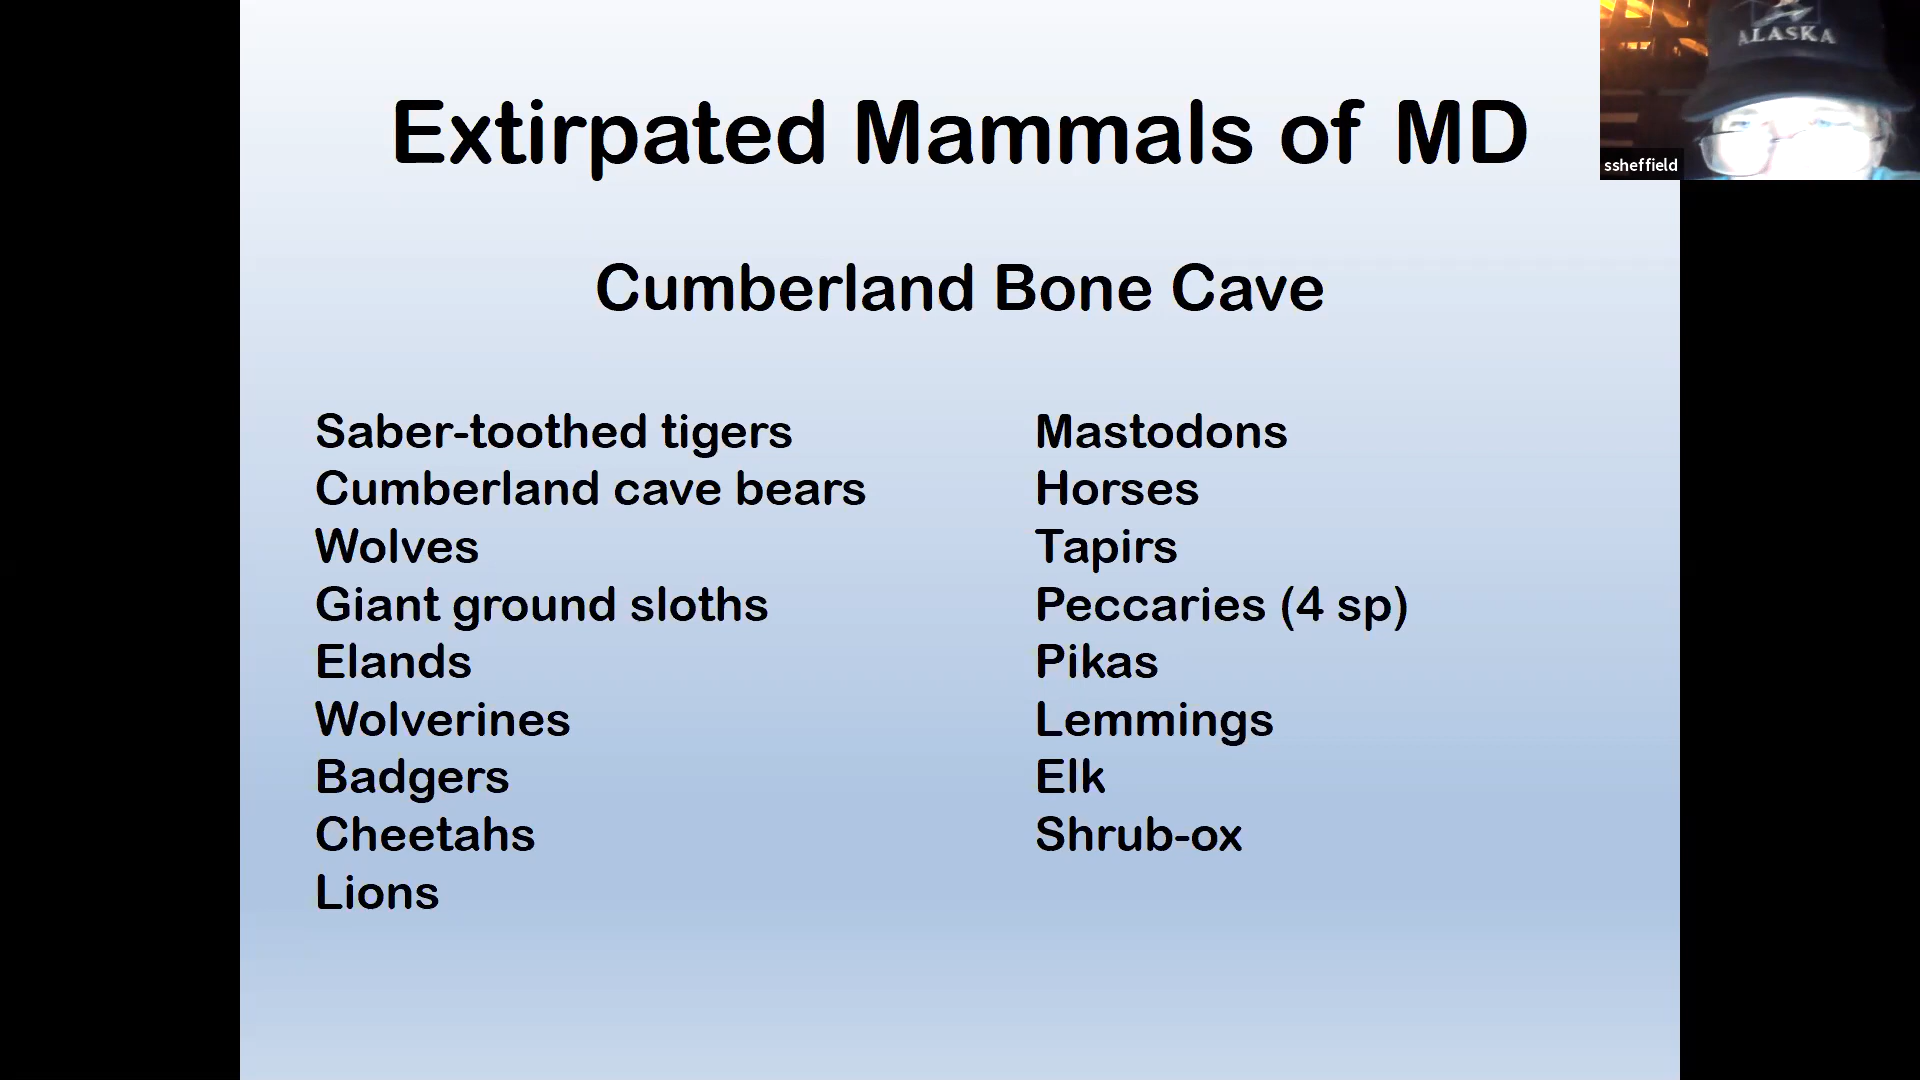 Extirpated Mammals of MD
ALASKA
ssheffield
Cumberland Bone Cave
Saber-toothed tigers
Cumberland cave bears
Wolves
Giant ground sloths
Elands
Wolverines
Badgers
Cheetahs
Lions
Mastodons
Horses
Tapirs
Peccaries (4 sp)
Pikas
Lemmings
Elk
Shrub-ox